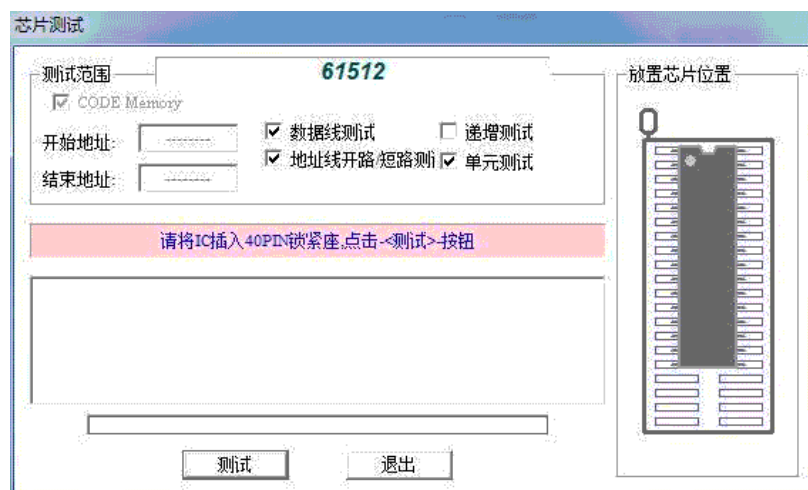 芯片测试
测试范围
61512
放置芯片位置
CODE Memory
开始地址:
数据线测试
递增测试
地址线开路/短路测
单元测试
结束地址:
请将IC插入40PIN锁紧座,点击-<测试>-按钮
测试
退出